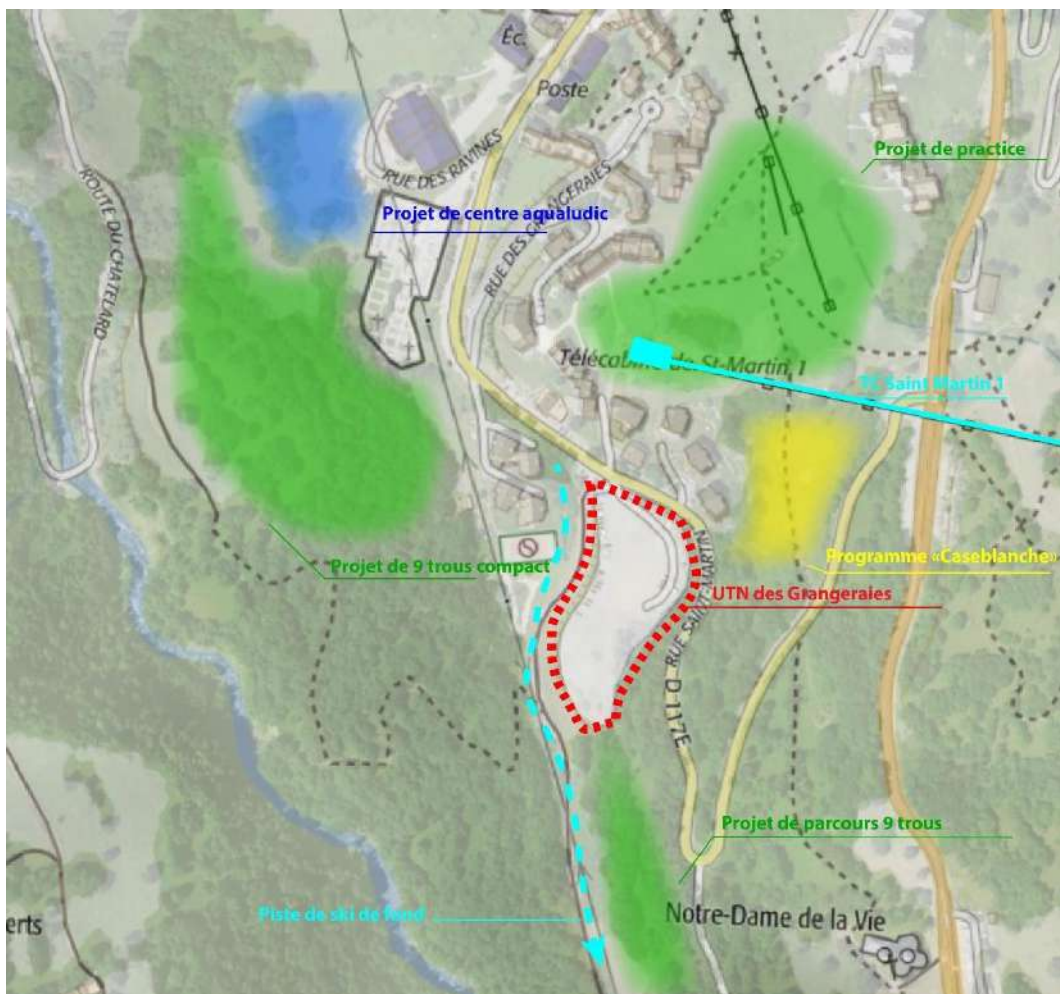 Éc.
Poste
Projet de practice
RUE DES RAVINES
ROUTE DU CHATELARD
Projet de centre aqualudic
RUE DES GRANGERAIES
Télécabine de St-Martin 1
TC Saint Martin 1
Projet de 9 trous compact
Programme «Caseblanche»
UTN des Grangeraies
RUE SAINT-MARTIN
D 117E
Projet de parcours 9 trous
Piste de ski de fond
Notre-Dame de la Vie
erts